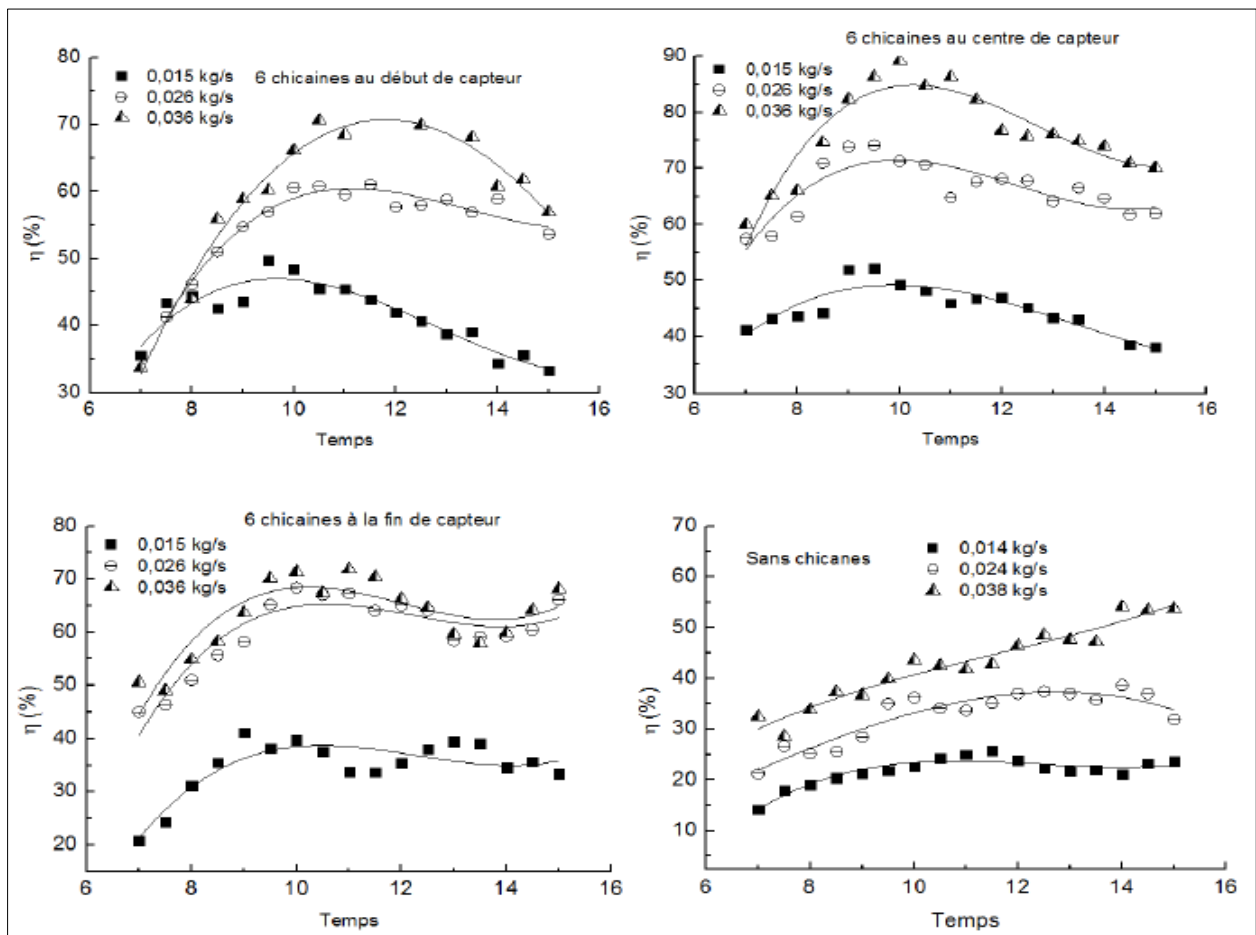 6 chicaines au début de capteur
0,015 kg/s
0,026 kg/s
0,036 kg/s
80
70
60
50
40
30
η (%)
6 8 10 12 14 16
Temps
6 chicaines au centre de capteur
0,015 kg/s
0,026 kg/s
0,036 kg/s
90
80
70
60
50
40
30
η (%)
6 8 10 12 14 16
Temps
6 chicaines à la fin de capteur
0,015 kg/s
0,026 kg/s
0,036 kg/s
80
70
60
50
40
30
20
η (%)
6 8 10 12 14 16
Temps
Sans chicanes
0,014 kg/s
0,024 kg/s
0,038 kg/s
70
60
50
40
30
20
10
η (%)
6 8 10 12 14 16
Temps